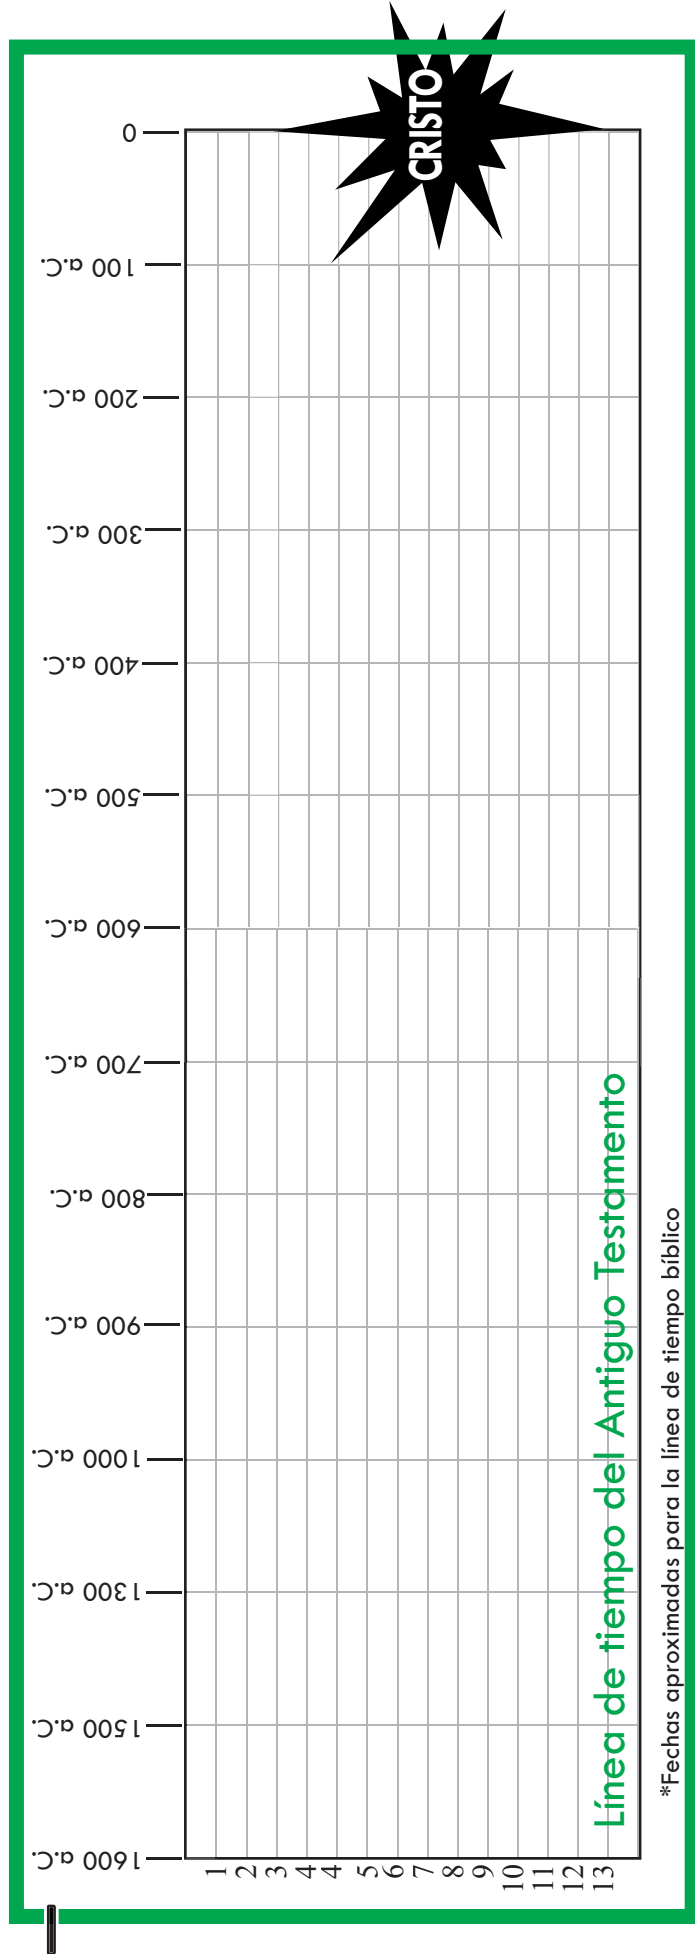 CRISTO
0
100 a.C.
200 a.C.
300 a.C.
400 a.C.
500 a.C.
600 a.C.
700 a.C.
800 a.C.
900 a.C.
1000 a.C.
1300 a.C.
1500 a.C.
1600 a.C.
1
2
3
4
4
5
6
7
8
9
10
11
12
13
Línea de tiempo del Antiguo Testamento
*Fechas aproximadas para la línea de tiempo bíblico